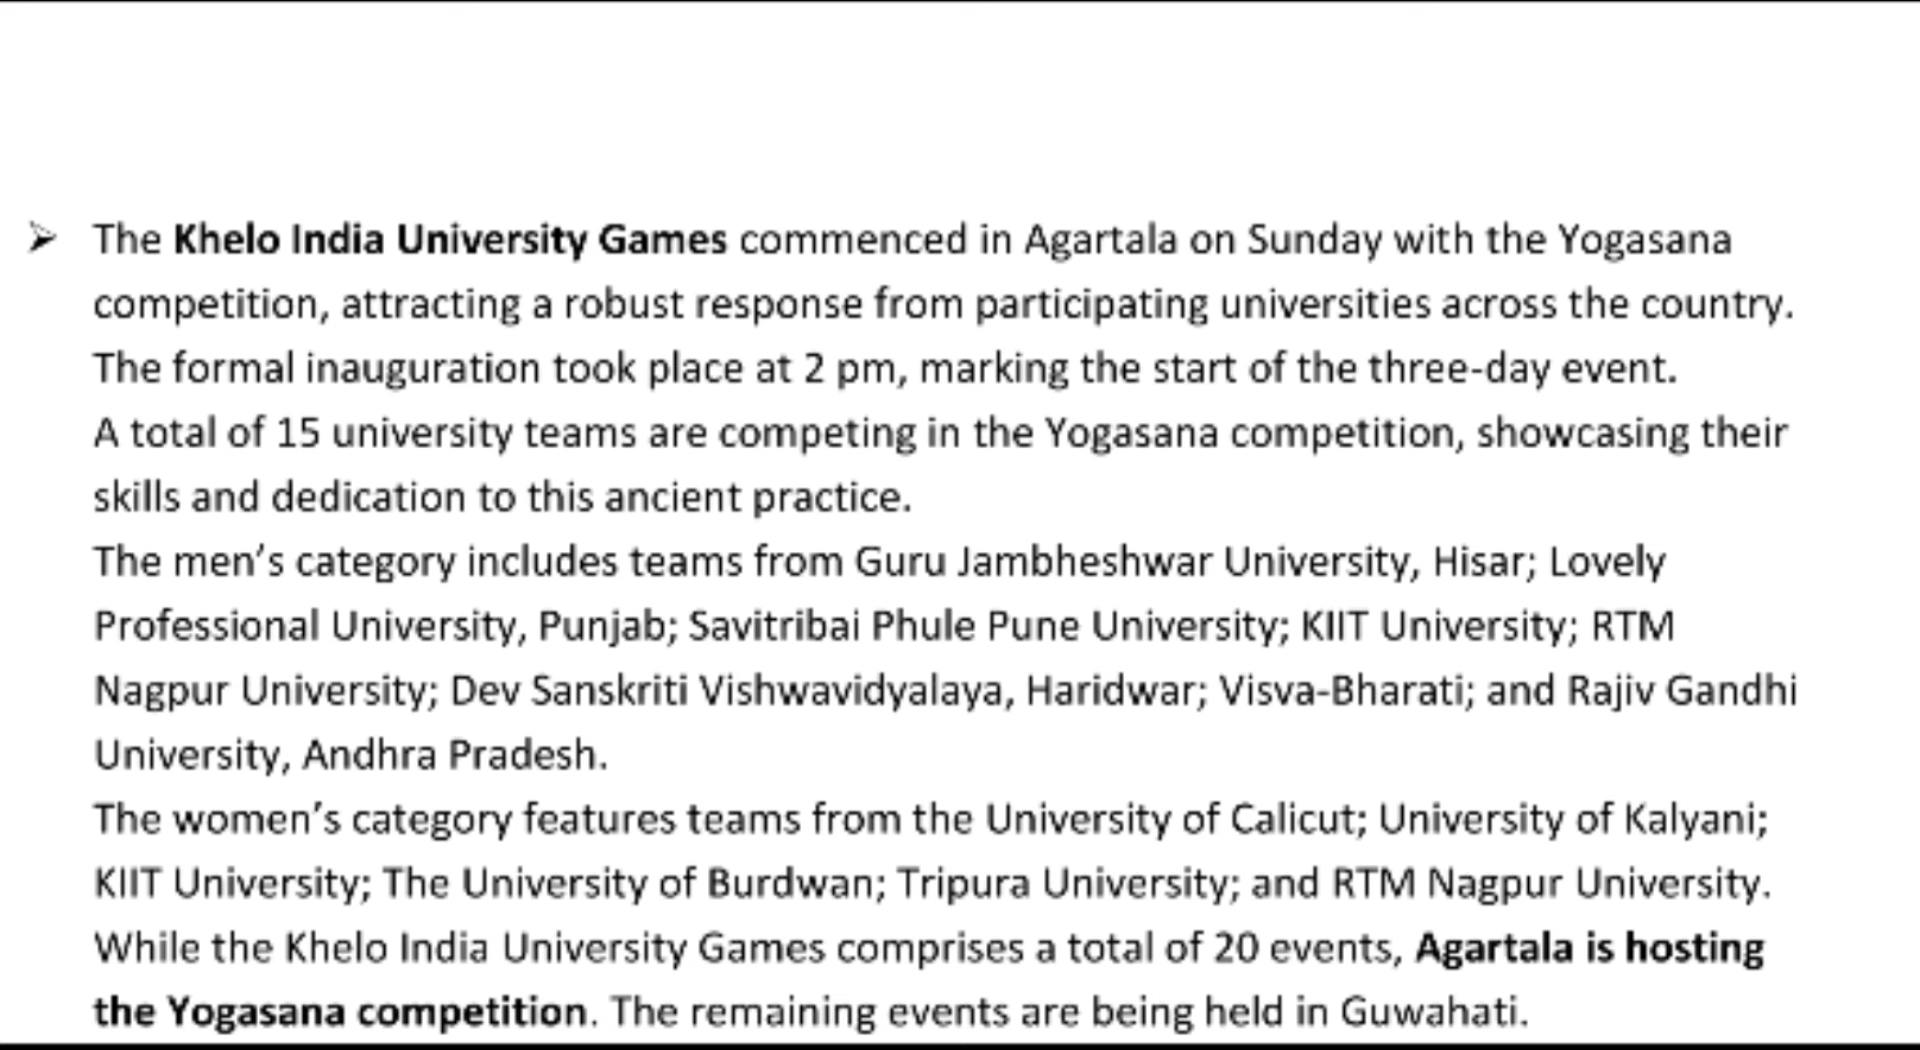 ➢ The Khelo India University Games commenced in Agartala on Sunday with the Yogasana
competition, attracting a robust response from participating universities across the country.
The formal inauguration took place at 2 pm, marking the start of the three-day event.
A total of 15 university teams are competing in the Yogasana competition, showcasing their
skills and dedication to this ancient practice.
The men’s category includes teams from Guru Jambheshwar University, Hisar; Lovely
Professional University, Punjab; Savitribai Phule Pune University; KIIT University; RTM
Nagpur University; Dev Sanskriti Vishwavidyalaya, Haridwar; Visva-Bharati; and Rajiv Gandhi
University, Andhra Pradesh.
The women’s category features teams from the University of Calicut; University of Kalyani;
KIIT University; The University of Burdwan; Tripura University; and RTM Nagpur University.
While the Khelo India University Games comprises a total of 20 events, Agartala is hosting
the Yogasana competition. The remaining events are being held in Guwahati.